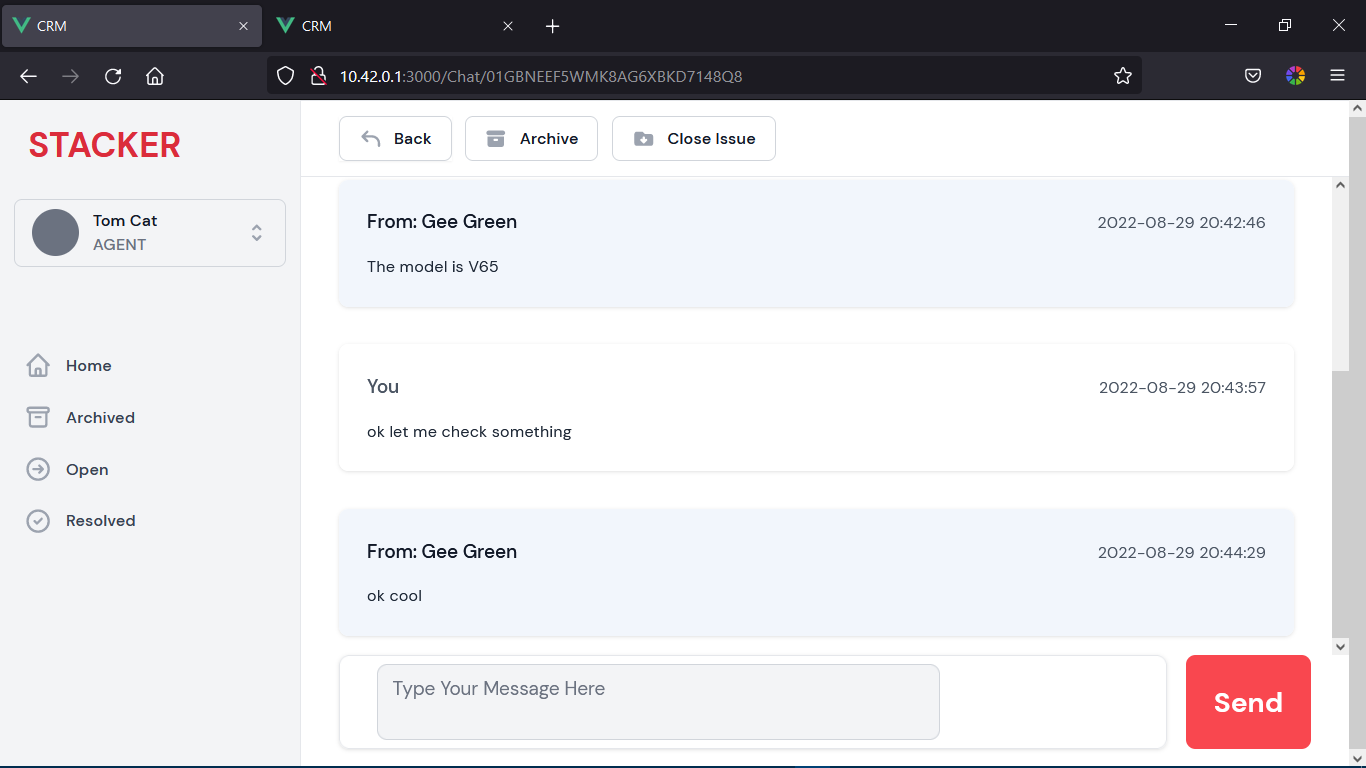 CRM
CRM
10.42.0.1:3000/Chat/01GBNEEF5WMK8AG6XBKD7148Q8
STACKER
Tom Cat
AGENT
Home
Archived
Open
Resolved
Back
Archive
Close Issue
From: Gee Green
2022-08-29 20:42:46
The model is V65
You
2022-08-29 20:43:57
ok let me check something
From: Gee Green
2022-08-29 20:44:29
ok cool
Type Your Message Here
Send